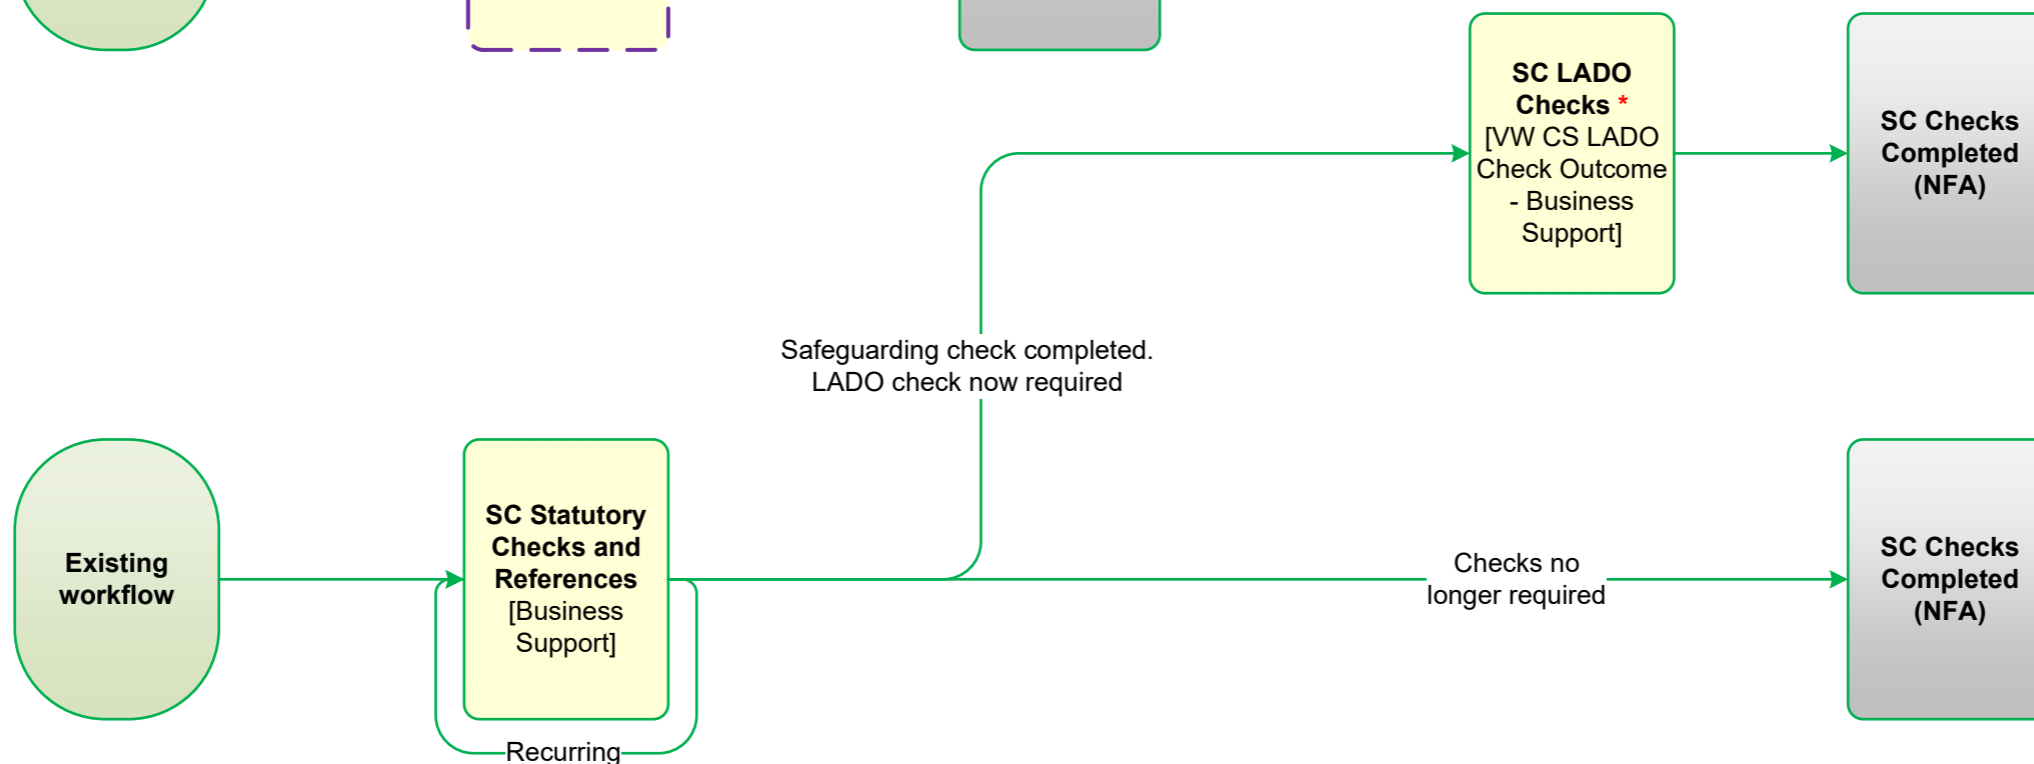 SC LADO
Checks *
[VW CS LADO
Check Outcome
- Business
Support]
SC Checks
Completed
(NFA)
Safeguarding check completed.
LADO check now required
Existing
workflow
SC Statutory
Checks and
References
[Business
Support]
Recurring
Checks no
longer required
SC Checks
Completed
(NFA)